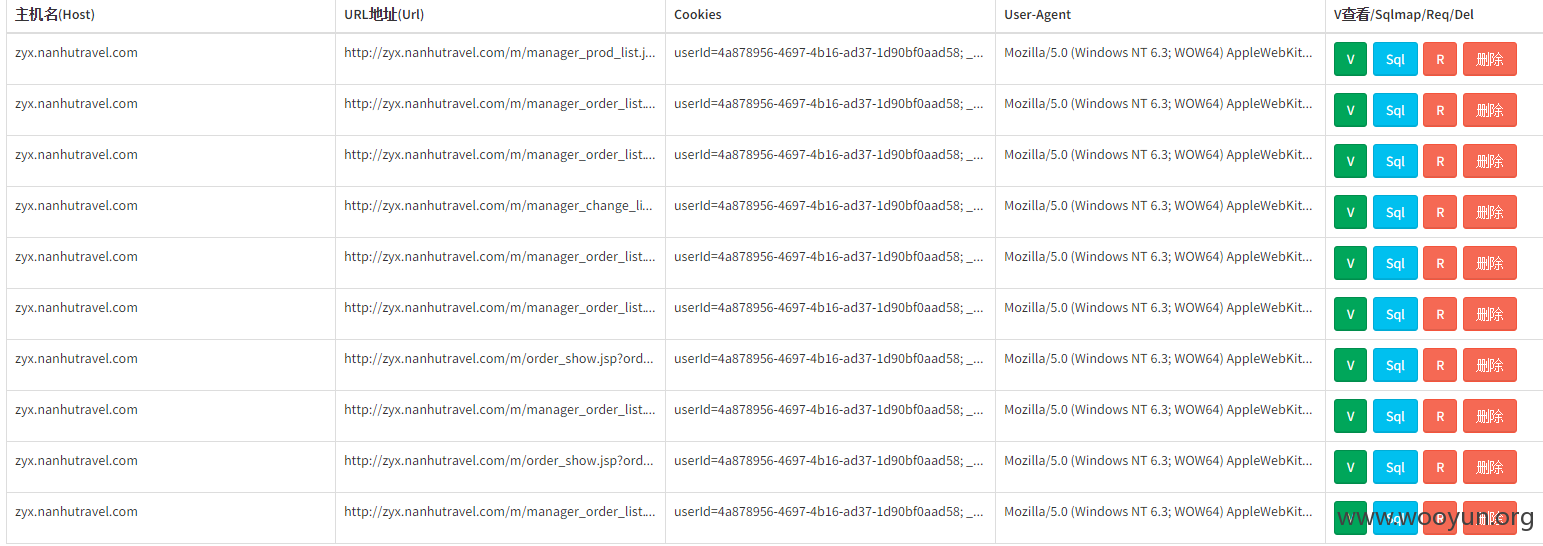 主机名(Host) URL地址(Url) Cookies User-Agent V查看/Sqlmap/Req/Del
zyx.nanhutravel.com http://zyx.nanhutravel.com/m/manager_prod_list.j... userId=4a878956-4697-4b16-ad37-1d90bf0aad58; _... Mozilla/5.0 (Windows NT 6.3; WOW64) AppleWebKit... V Sql R 删除
zyx.nanhutravel.com http://zyx.nanhutravel.com/m/manager_order_list.... userId=4a878956-4697-4b16-ad37-1d90bf0aad58; _... Mozilla/5.0 (Windows NT 6.3; WOW64) AppleWebKit... V Sql R 删除
zyx.nanhutravel.com http://zyx.nanhutravel.com/m/manager_order_list.... userId=4a878956-4697-4b16-ad37-1d90bf0aad58; _... Mozilla/5.0 (Windows NT 6.3; WOW64) AppleWebKit... V Sql R 删除
zyx.nanhutravel.com http://zyx.nanhutravel.com/m/manager_change_li... userId=4a878956-4697-4b16-ad37-1d90bf0aad58; _... Mozilla/5.0 (Windows NT 6.3; WOW64) AppleWebKit... V Sql R 删除
zyx.nanhutravel.com http://zyx.nanhutravel.com/m/manager_order_list.... userId=4a878956-4697-4b16-ad37-1d90bf0aad58; _... Mozilla/5.0 (Windows NT 6.3; WOW64) AppleWebKit... V Sql R 删除
zyx.nanhutravel.com http://zyx.nanhutravel.com/m/manager_order_list.... userId=4a878956-4697-4b16-ad37-1d90bf0aad58; _... Mozilla/5.0 (Windows NT 6.3; WOW64) AppleWebKit... V Sql R 删除
zyx.nanhutravel.com http://zyx.nanhutravel.com/m/order_show.jsp?ord... userId=4a878956-4697-4b16-ad37-1d90bf0aad58; _... Mozilla/5.0 (Windows NT 6.3; WOW64) AppleWebKit... V Sql R 删除
zyx.nanhutravel.com http://zyx.nanhutravel.com/m/manager_order_list.... userId=4a878956-4697-4b16-ad37-1d90bf0aad58; _... Mozilla/5.0 (Windows NT 6.3; WOW64) AppleWebKit... V Sql R 删除
zyx.nanhutravel.com http://zyx.nanhutravel.com/m/order_show.jsp?ord... userId=4a878956-4697-4b16-ad37-1d90bf0aad58; _... Mozilla/5.0 (Windows NT 6.3; WOW64) AppleWebKit... V Sql R 删除
zyx.nanhutravel.com http://zyx.nanhutravel.com/m/manager_order_list.... userId=4a878956-4697-4b16-ad37-1d90bf0aad58; _... Mozilla/5.0 (Windows NT 6.3; WOW64) AppleWebKit... V Sql R 删除
www.wooyun.org